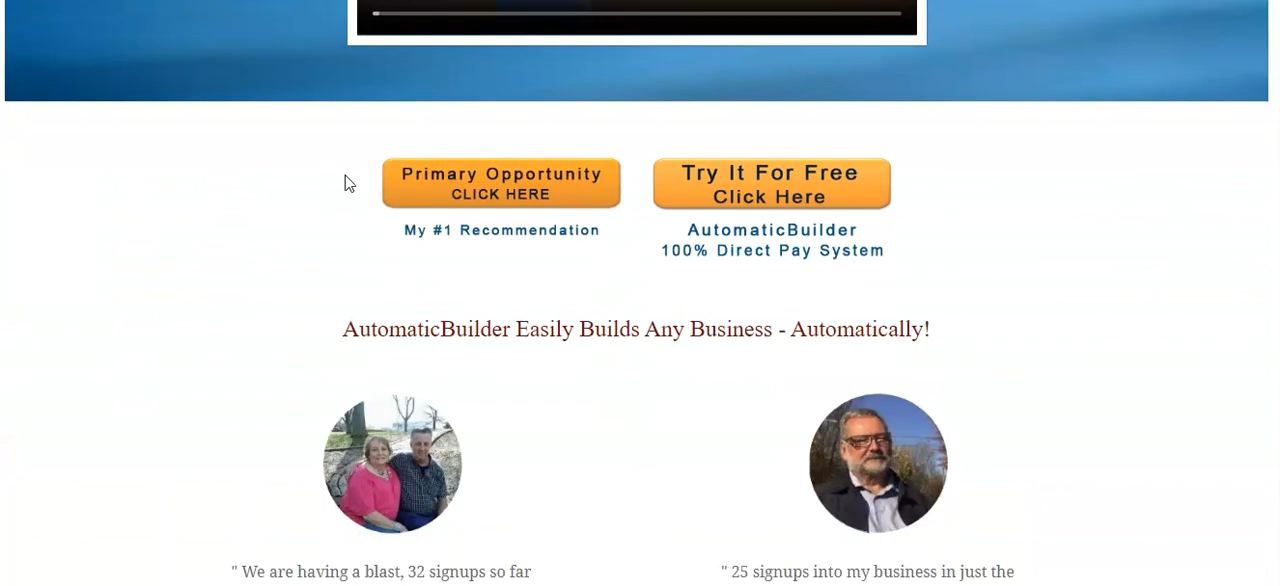 Primary Opportunity
CLICK HERE
My #1 Recommendation
Try It For Free
Click Here
AutomaticBuilder
100% Direct Pay System
AutomaticBuilder Easily Builds Any Business - Automatically!
" We are having a blast, 32 signups so far
" 25 signups into my business in just the